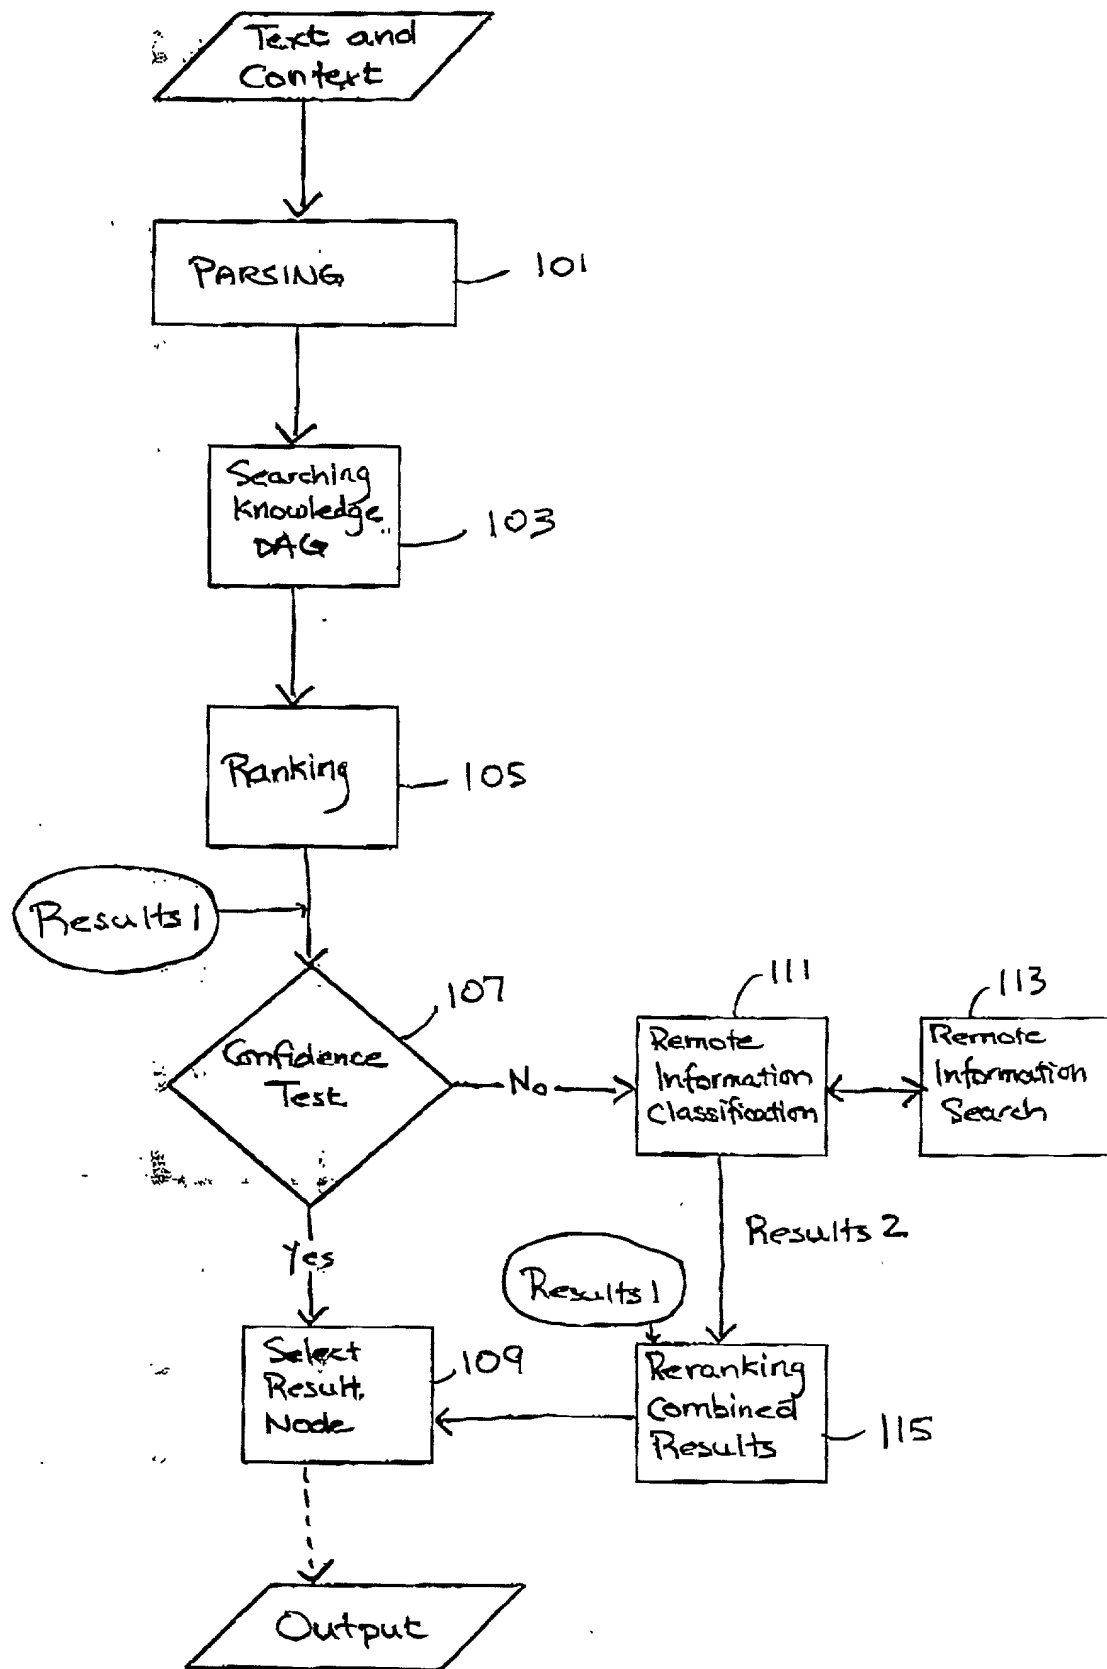 Text and
Context
PARSING
101
Searching
Knowledge
DAG
103
Ranking
105
Results 1
107
Confidence
Test
No
111
Remote
Information
Classification
113
Remote
Information
Search
Yes
Results 2
Results 1
Select
Result
Node
109
Reranking
Combined
Results
115
Output